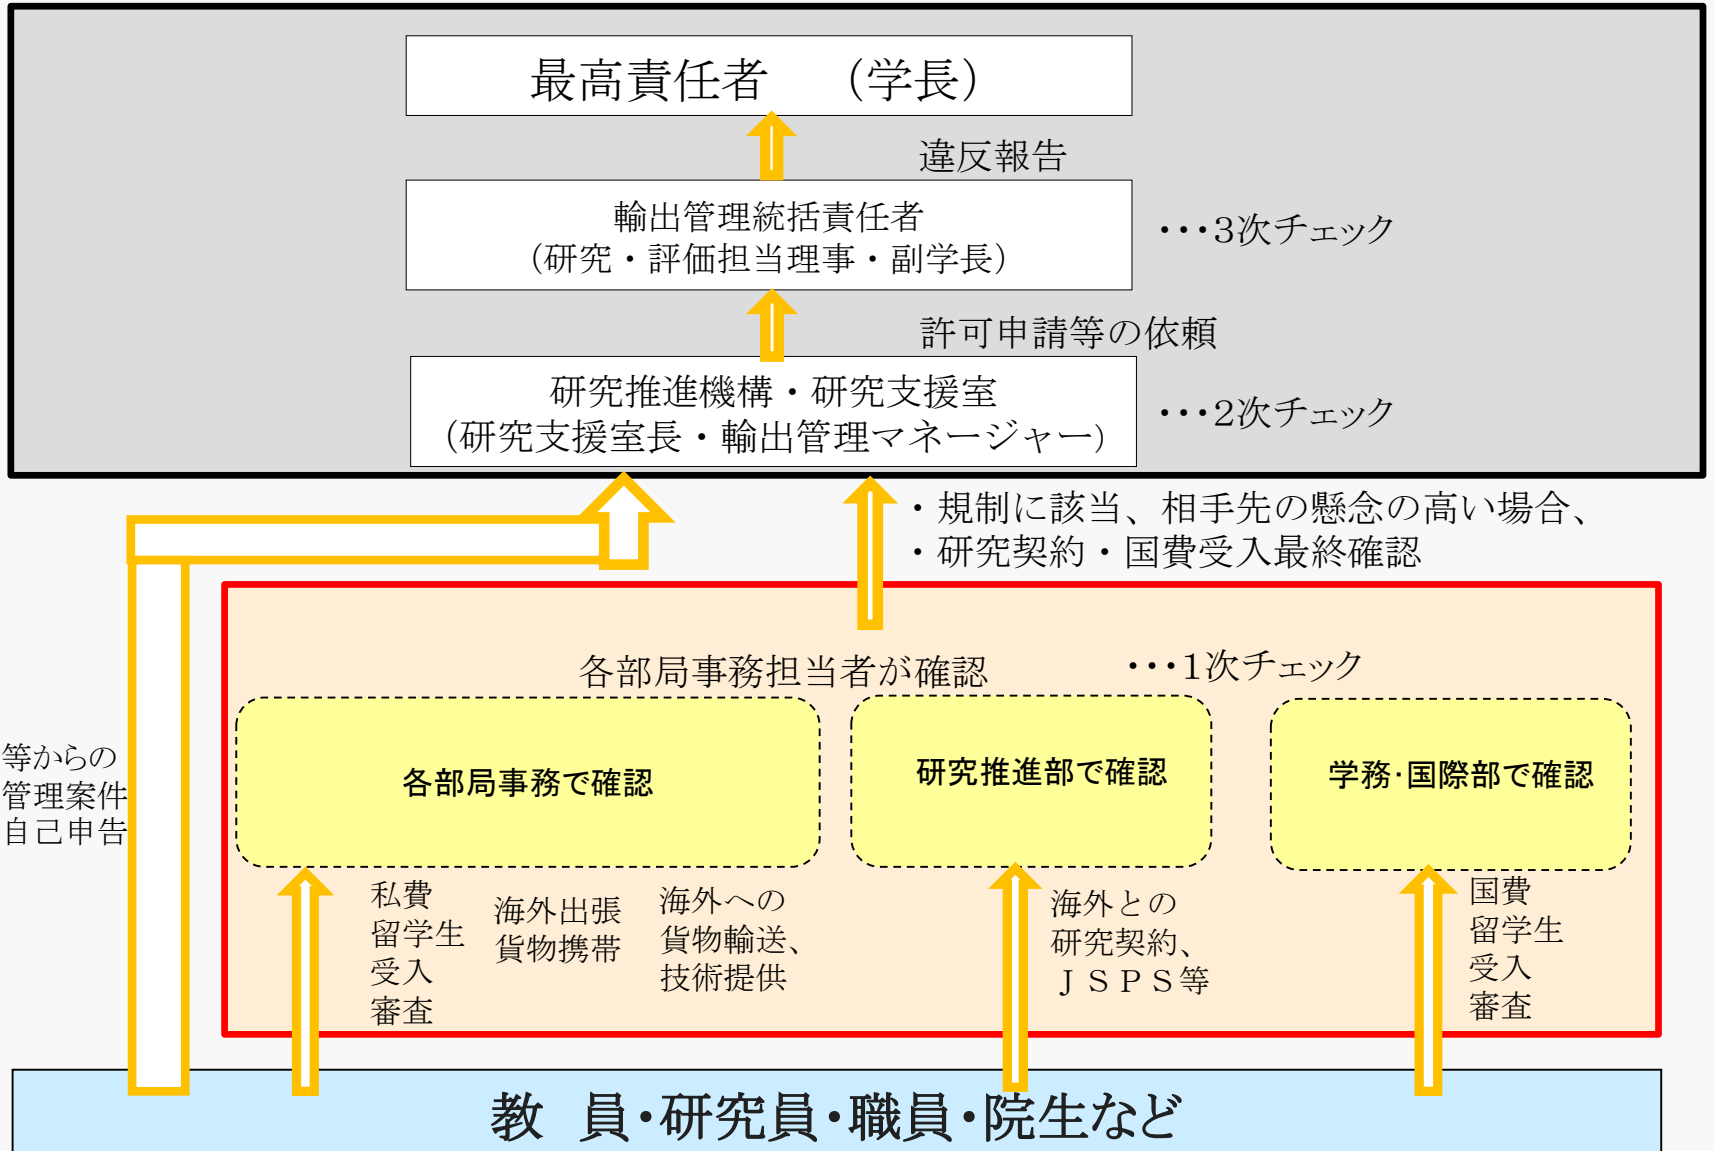 最高責任者　（学長）
違反報告
輸出管理統括責任者
（研究・評価担当理事・副学長）
・・・3次チェック
許可申請等の依頼
研究推進機構・研究支援室
（研究支援室長・輸出管理マネージャー）
・・・2次チェック
・規制に該当、相手先の懸念の高い場合、
・研究契約・国費受入最終確認
各部局事務担当者が確認
・・・1次チェック
等からの
管理案件
自己申告
各部局事務で確認
研究推進部で確認
学務・国際部で確認
私費
留学生
受入
審査
海外出張
貨物携帯
海外への
貨物輸送、
技術提供
海外との
研究契約、
ＪＳＰＳ等
国費
留学生
受入
審査
教　員・研究員・職員・院生など